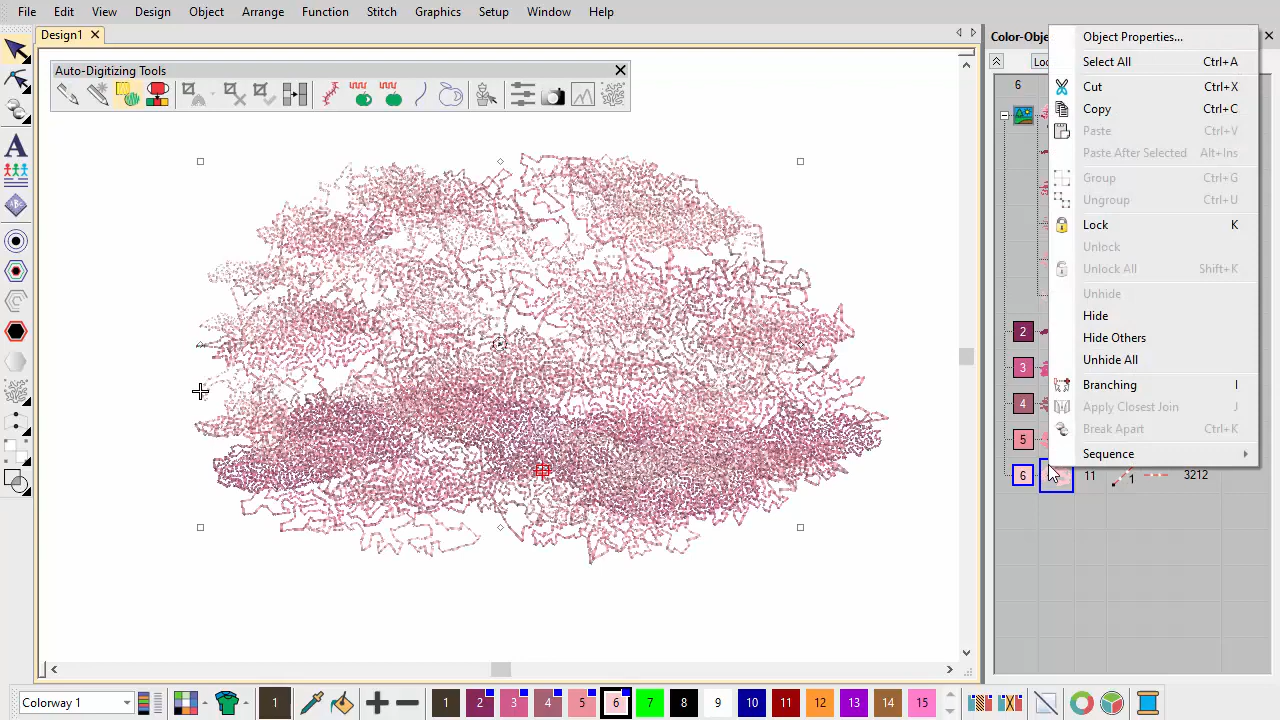 File Edit View Design Object Arrange Function Stitch Graphics Setup Window Help
Design1
Color-Obje
Auto-Digitizing Tools
6
2
3
4
5
6 11 1 3212
Object Properties...
Select All Ctrl+A
Cut Ctrl+X
Copy Ctrl+C
Paste Ctrl+V
Paste After Selected Alt+Ins
Group Ctrl+G
Ungroup Ctrl+U
Lock K
Unlock
Unlock All Shift+K
Unhide
Hide
Hide Others
Unhide All
Branching I
Apply Closest Join J
Break Apart Ctrl+K
Sequence
A
ABC
Colorway 1 1 1 2 3 4 5 6 7 8 9 10 11 12 13 14 15